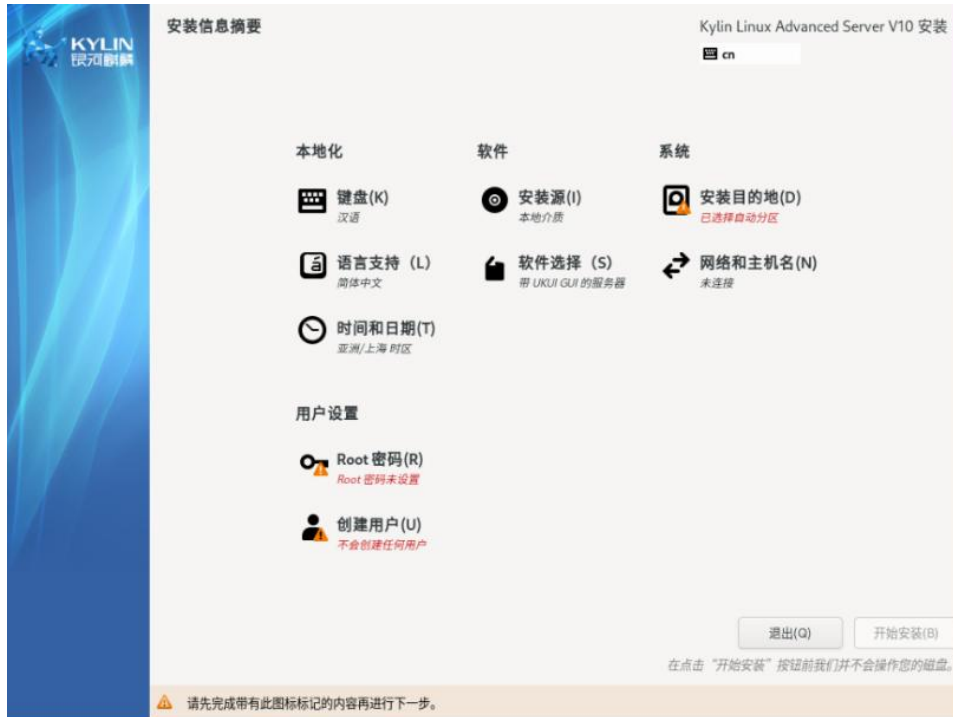 KYLIN
银河麒麟
安装信息摘要
Kylin Linux Advanced Server V10 安装
cn
本地化
键盘(K)
汉语
语言支持（L）
简体中文
时间和日期(T)
亚洲/上海 时区
软件
安装源(I)
本地介质
软件选择（S）
带 UKUI GUI 的服务器
系统
安装目的地(D)
已选择自动分区
网络和主机名(N)
未连接
用户设置
Root 密码(R)
Root 密码未设置
创建用户(U)
不会创建任何用户
退出(Q)
开始安装(B)
在点击“开始安装”按钮前我们并不会操作您的磁盘。
请先完成带有此图标标记的内容再进行下一步。